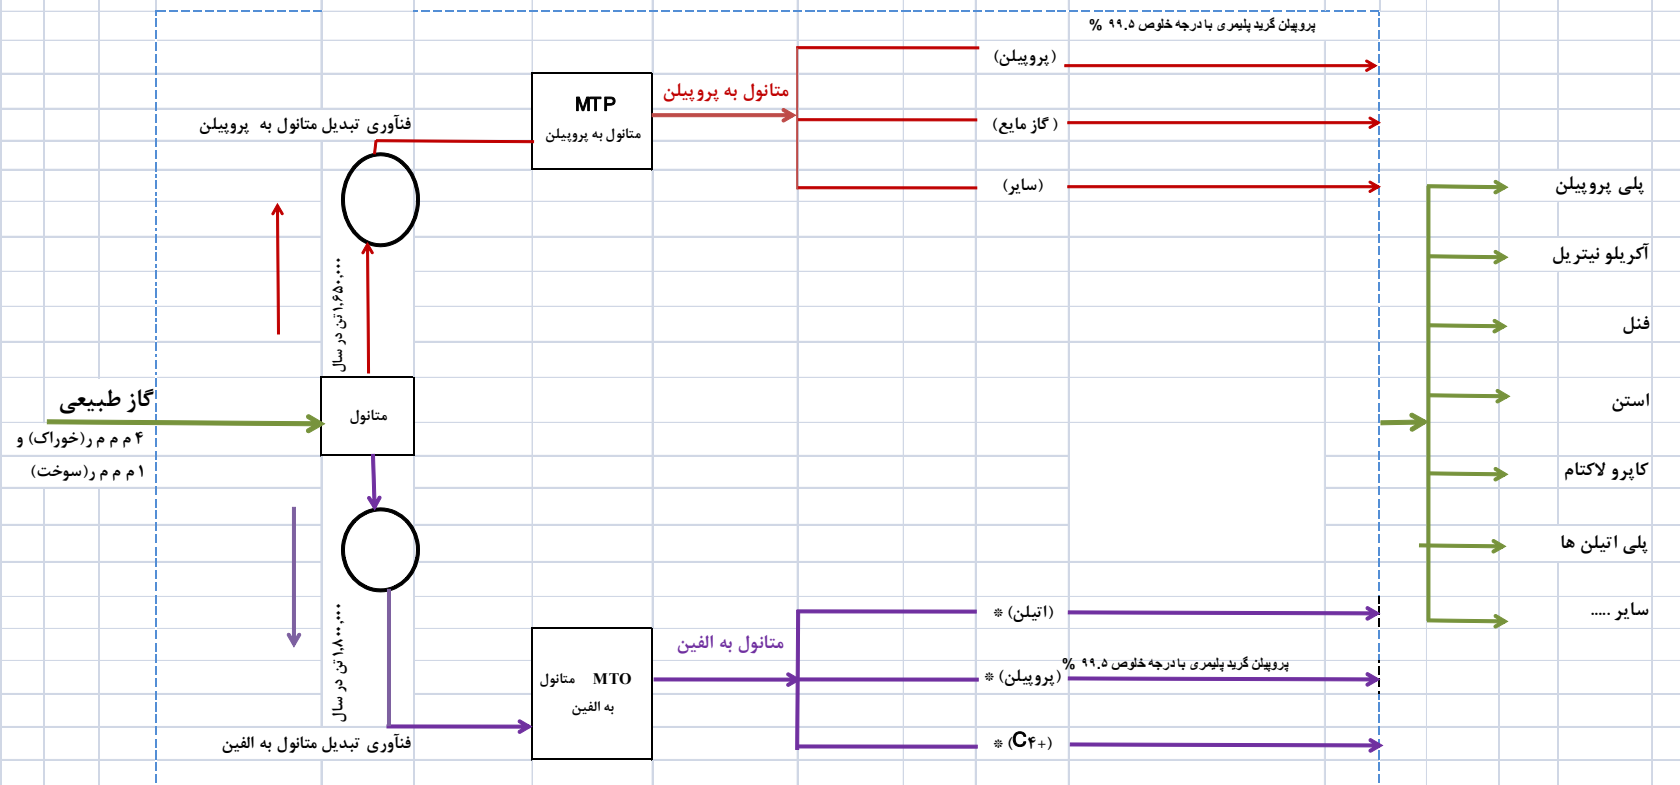 پروپیلن گرید پلیمری با درجه خلوص ۹۹.۵ %
(پروپیلن)
متانول به پروپیلن
MTP
متانول به پروپیلن
فنآوری تبدیل متانول به پروپیلن
(گاز مایع)
(سایر)
پلی پروپیلن
آکریلو نیتریل
فنل
استن
کاپرو لاکتام
پلی اتیلن ها
سایر .....
۱,۶۵۰,۰۰۰ تن در سال
گاز طبیعی
۴ م م م ر(خوراک) و
۱ م م م ر(سوخت)
متانول
۱,۸۰۰,۰۰۰ تن در سال
(اتیلن) *
متانول به الفین
پروپیلن گرید پلیمری با درجه خلوص ۹۹.۵ %
(پروپیلن) *
MTO متانول
به الفین
فنآوری تبدیل متانول به الفین
(C۴+) *